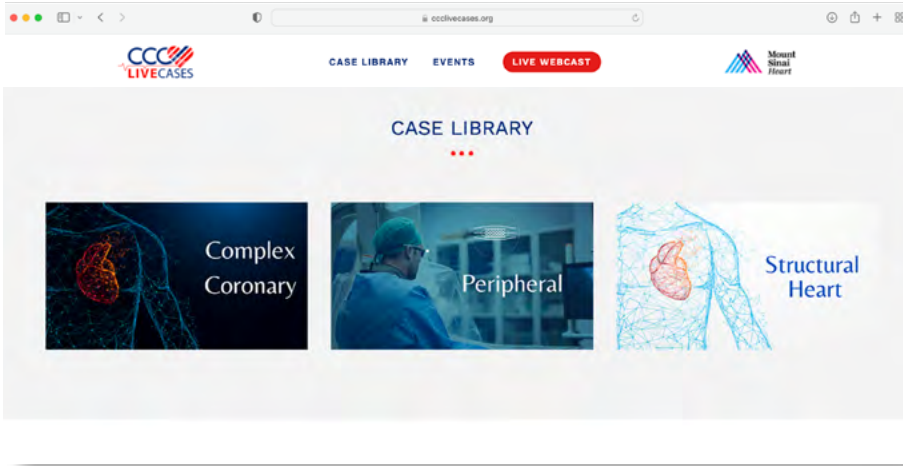 ccclivecases.org
CCC
LIVECASES
CASE LIBRARY
EVENTS
LIVE WEBCAST
Mount
Sinai
Heart
CASE LIBRARY
Complex
Coronary
Peripheral
Structural
Heart